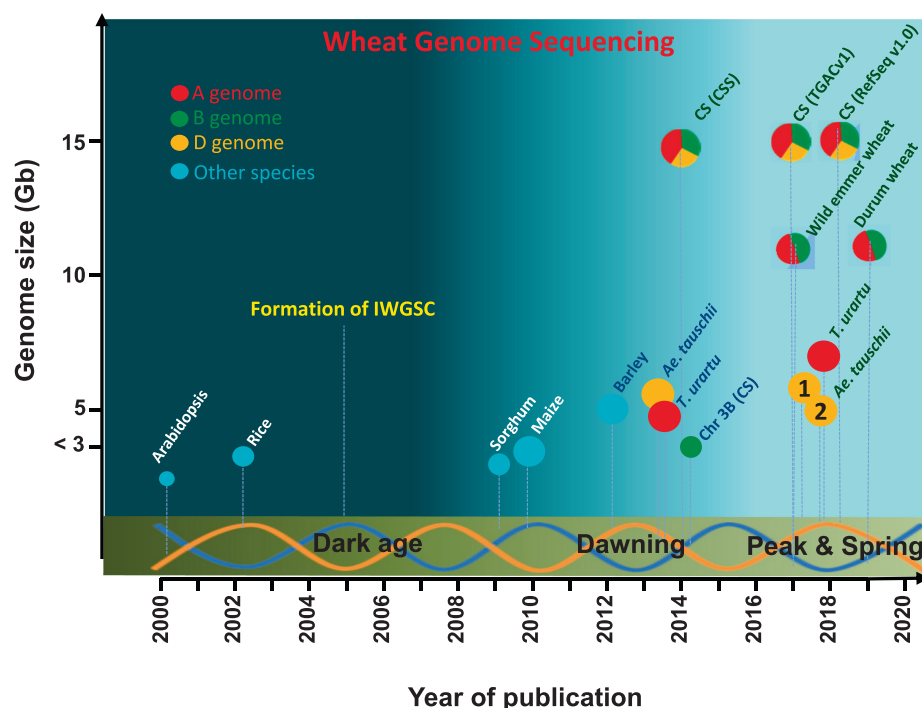 Wheat Genome Sequencing
A genome
B genome
D genome
Other species
CS (CSS)
CS (TGACv1)
CS (RefSeq v1.0)
Wild emmer wheat
Durum wheat
Formation of IWGSC
Arabidopsis
Rice
Sorghum
Maize
Barley
Ae. tauschii
T. urartu
Chr 3B (CS)
T. urartu
Ae. tauschii
1
2
Genome size (Gb)
15
10
5
< 3
Dark age
Dawning
Peak & Spring
2000
2002
2004
2006
2008
2010
2012
2014
2016
2018
2020
Year of publication